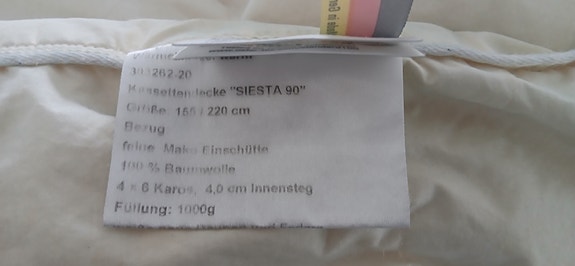 303262-20
Kassettendecke "SIESTA 90"
Größe: 155 / 220 cm
Bezug
feine Mako Einschütte
100 % Baumwolle
4 x 6 Karos, 4,0 cm Innensteg
Füllung: 1000g